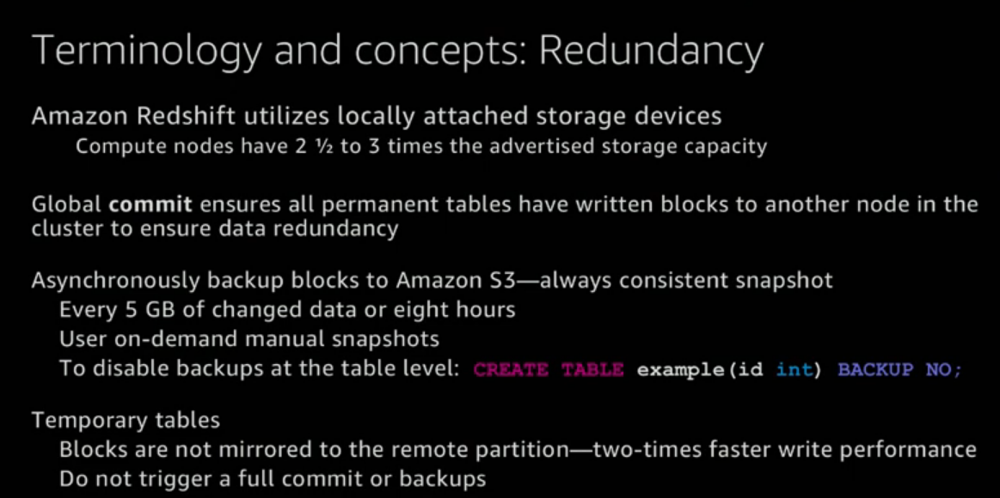 Terminology and concepts: Redundancy
Amazon Redshift utilizes locally attached storage devices
Compute nodes have 2 ½ to 3 times the advertised storage capacity
Global commit ensures all permanent tables have written blocks to another node in the
cluster to ensure data redundancy
Asynchronously backup blocks to Amazon S3—always consistent snapshot
Every 5 GB of changed data or eight hours
User on-demand manual snapshots
To disable backups at the table level: CREATE TABLE example(id int) BACKUP NO;
Temporary tables
Blocks are not mirrored to the remote partition—two-times faster write performance
Do not trigger a full commit or backups